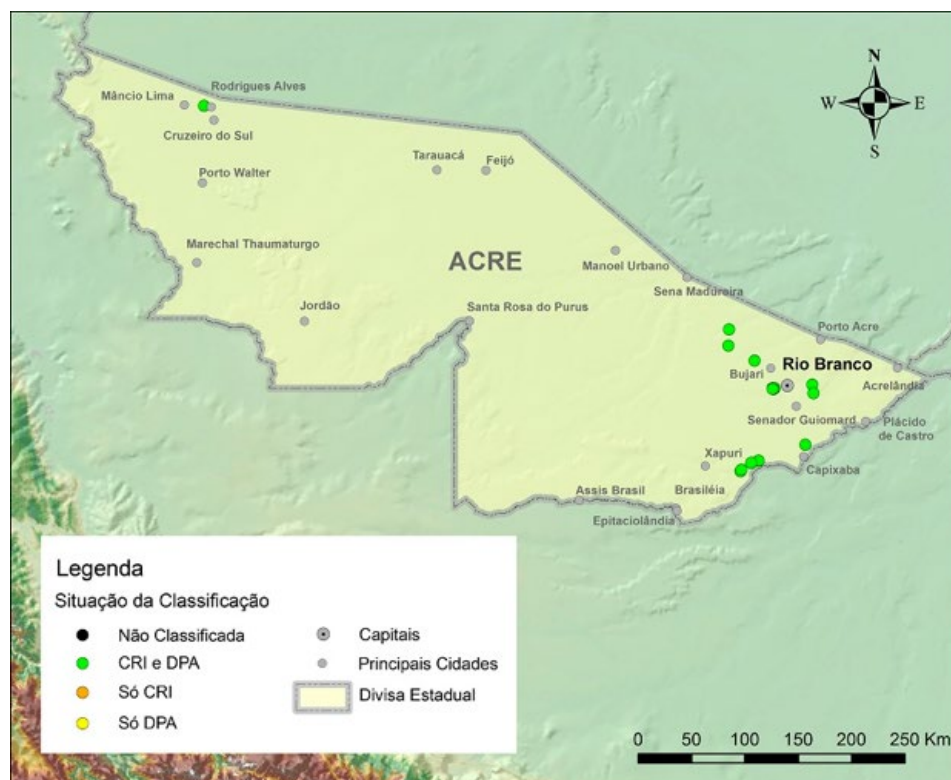 N
W E
S
Rodrigues Alves
Mâncio Lima
Cruzeiro do Sul
Tarauacá
Feijó
Porto Walter
Marechal Thaumaturgo
ACRE
Manoel Urbano
Sena Madureira
Jordão
Santa Rosa do Purus
Porto Acre
Rio Branco
Bujari
Acrelândia
Senador Guiomard
Plácido
de Castro
Xapuri
Capixaba
Assis Brasil
Brasiléia
Epitaciolândia
Legenda
Situação da Classificação
Não Classificada
CRI e DPA
Só CRI
Só DPA
Capitais
Principais Cidades
Divisa Estadual
0 50 100 150 200 250 Km